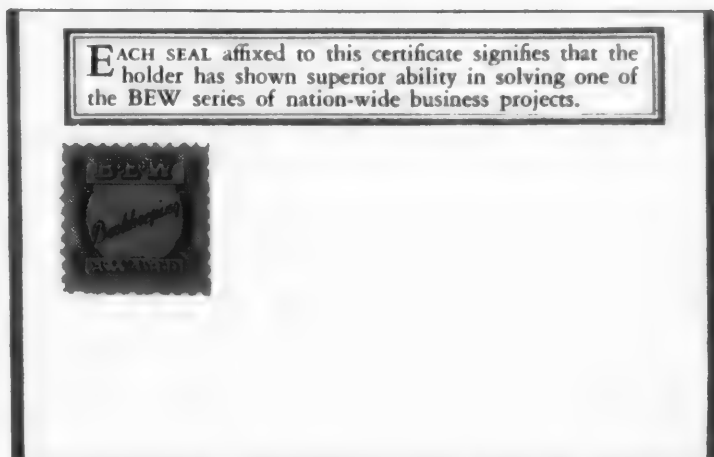 EACH SEAL affixed to this certificate signifies that the
holder has shown superior ability in solving one of
the BEW series of nation-wide business projects.
B·E·W
Bookkeeping